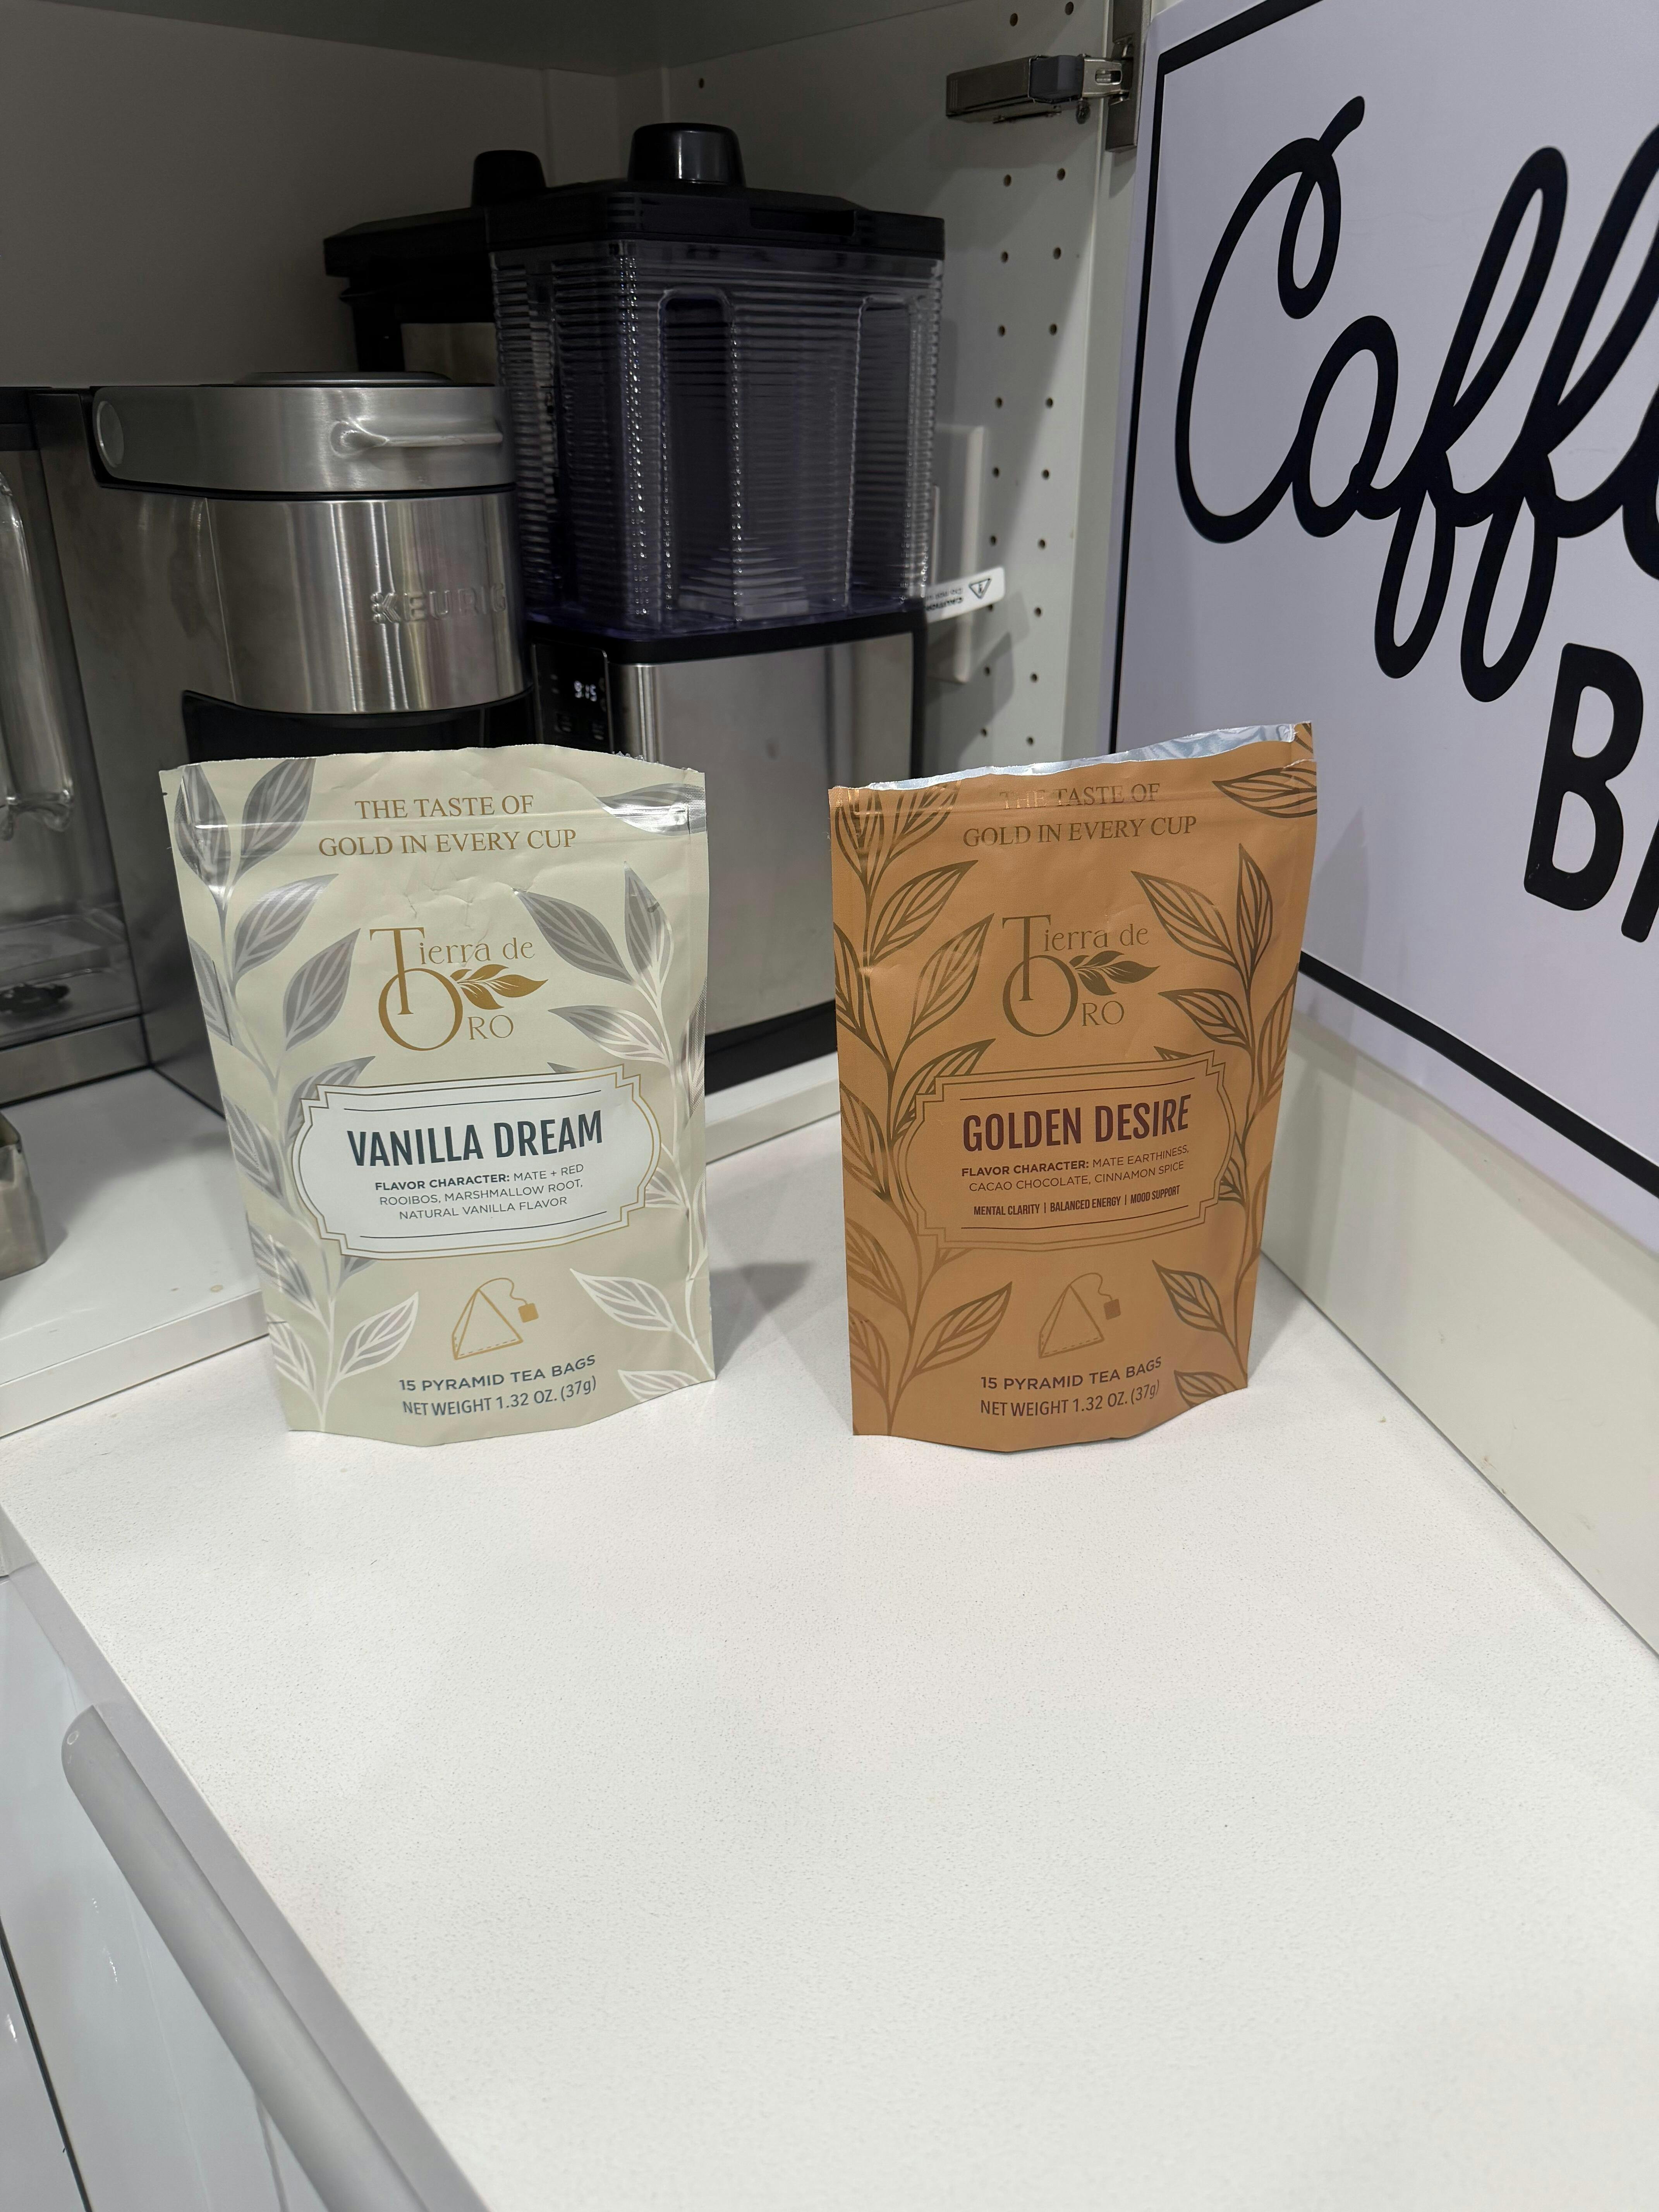 KEURIG
CAUTION
Coff
B
THE TASTE OF
GOLD IN EVERY CUP
Tierra de
ORO
VANILLA DREAM
FLAVOR CHARACTER: MATE + RED
ROOIBOS, MARSHMALLOW ROOT,
NATURAL VANILLA FLAVOR
15 PYRAMID TEA BAGS
NET WEIGHT 1.32 OZ. (37g)
THE TASTE OF
GOLD IN EVERY CUP
Tierra de
ORO
GOLDEN DESIRE
FLAVOR CHARACTER: MATE EARTHINESS,
CACAO CHOCOLATE, CINNAMON SPICE
MENTAL CLARITY | BALANCED ENERGY | MOOD SUPPORT
15 PYRAMID TEA BAGS
NET WEIGHT 1.32 OZ. (37g)